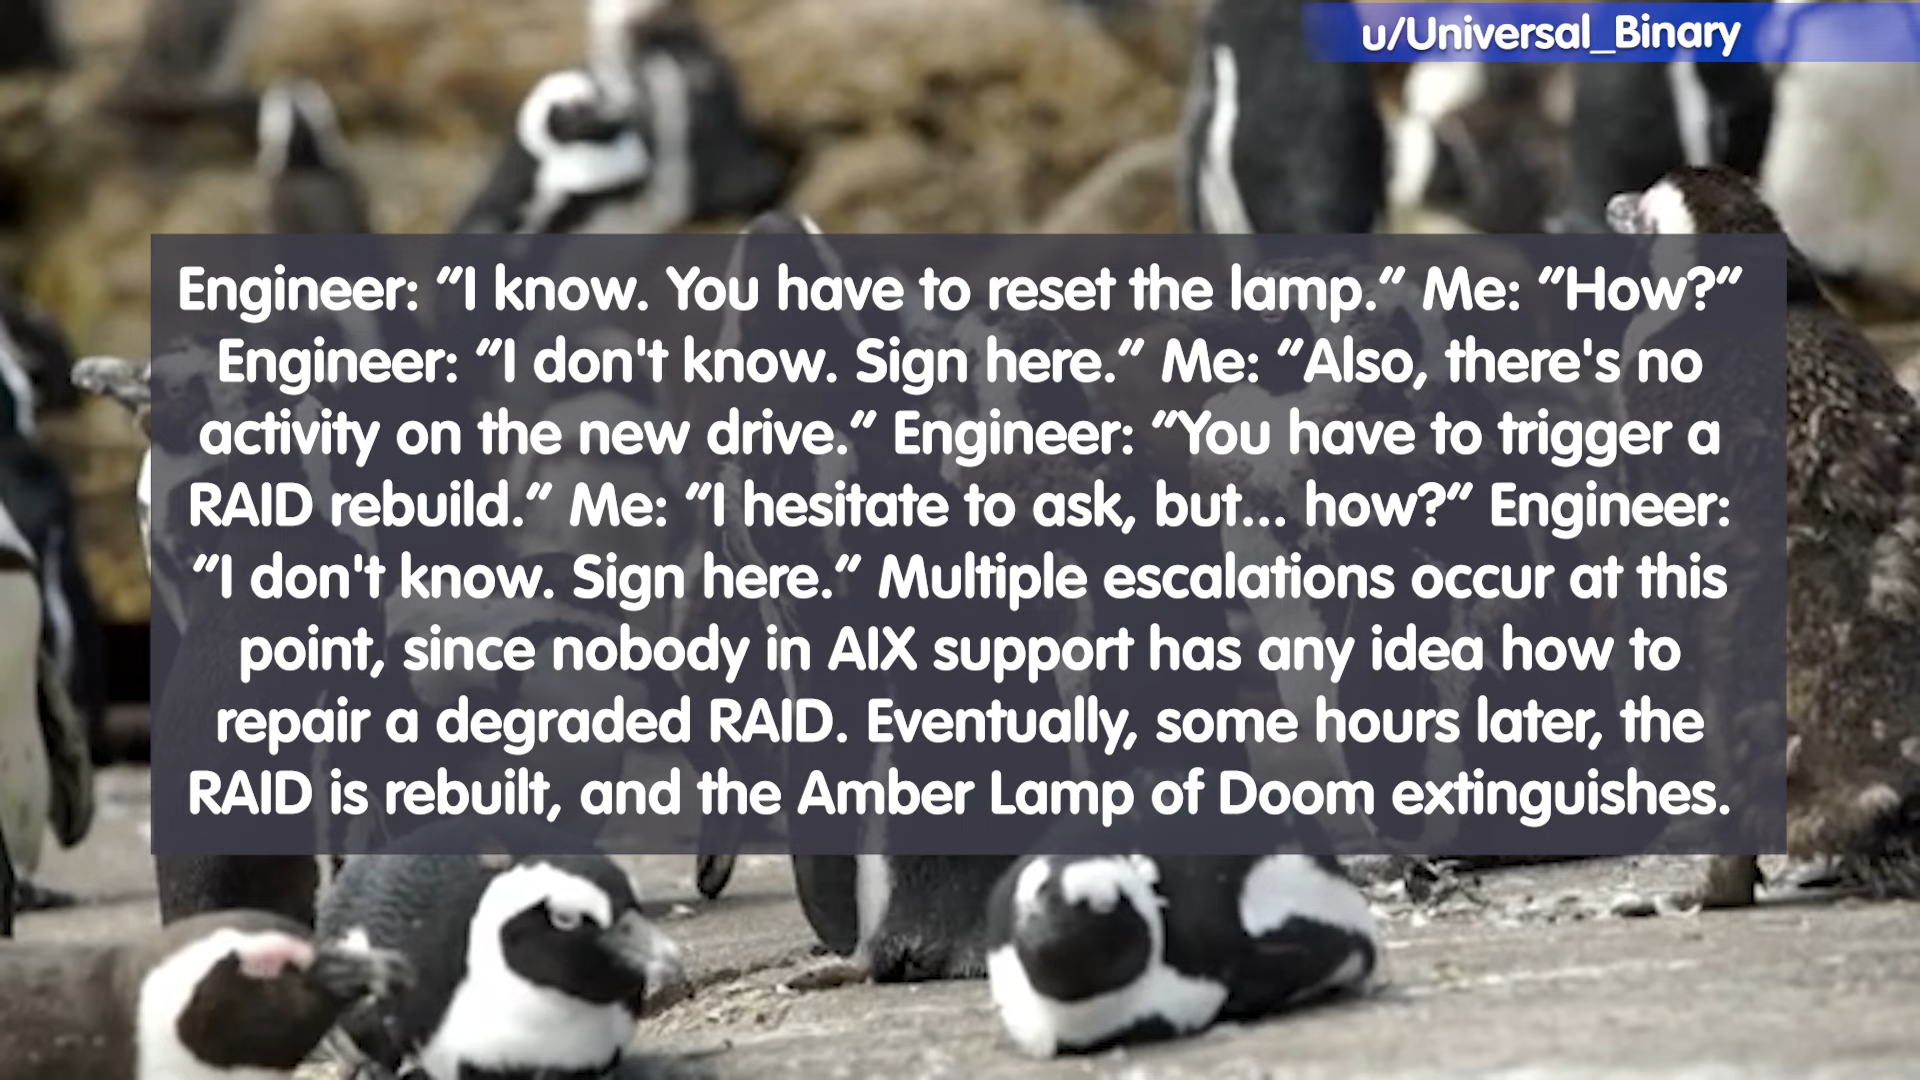 u/Universal_Binary
Engineer: “I know. You have to reset the lamp.” Me: “How?”
Engineer: “I don't know. Sign here.” Me: “Also, there's no
activity on the new drive.” Engineer: “You have to trigger a
RAID rebuild.” Me: “I hesitate to ask, but... how?” Engineer:
“I don't know. Sign here.” Multiple escalations occur at this
point, since nobody in AIX support has any idea how to
repair a degraded RAID. Eventually, some hours later, the
RAID is rebuilt, and the Amber Lamp of Doom extinguishes.